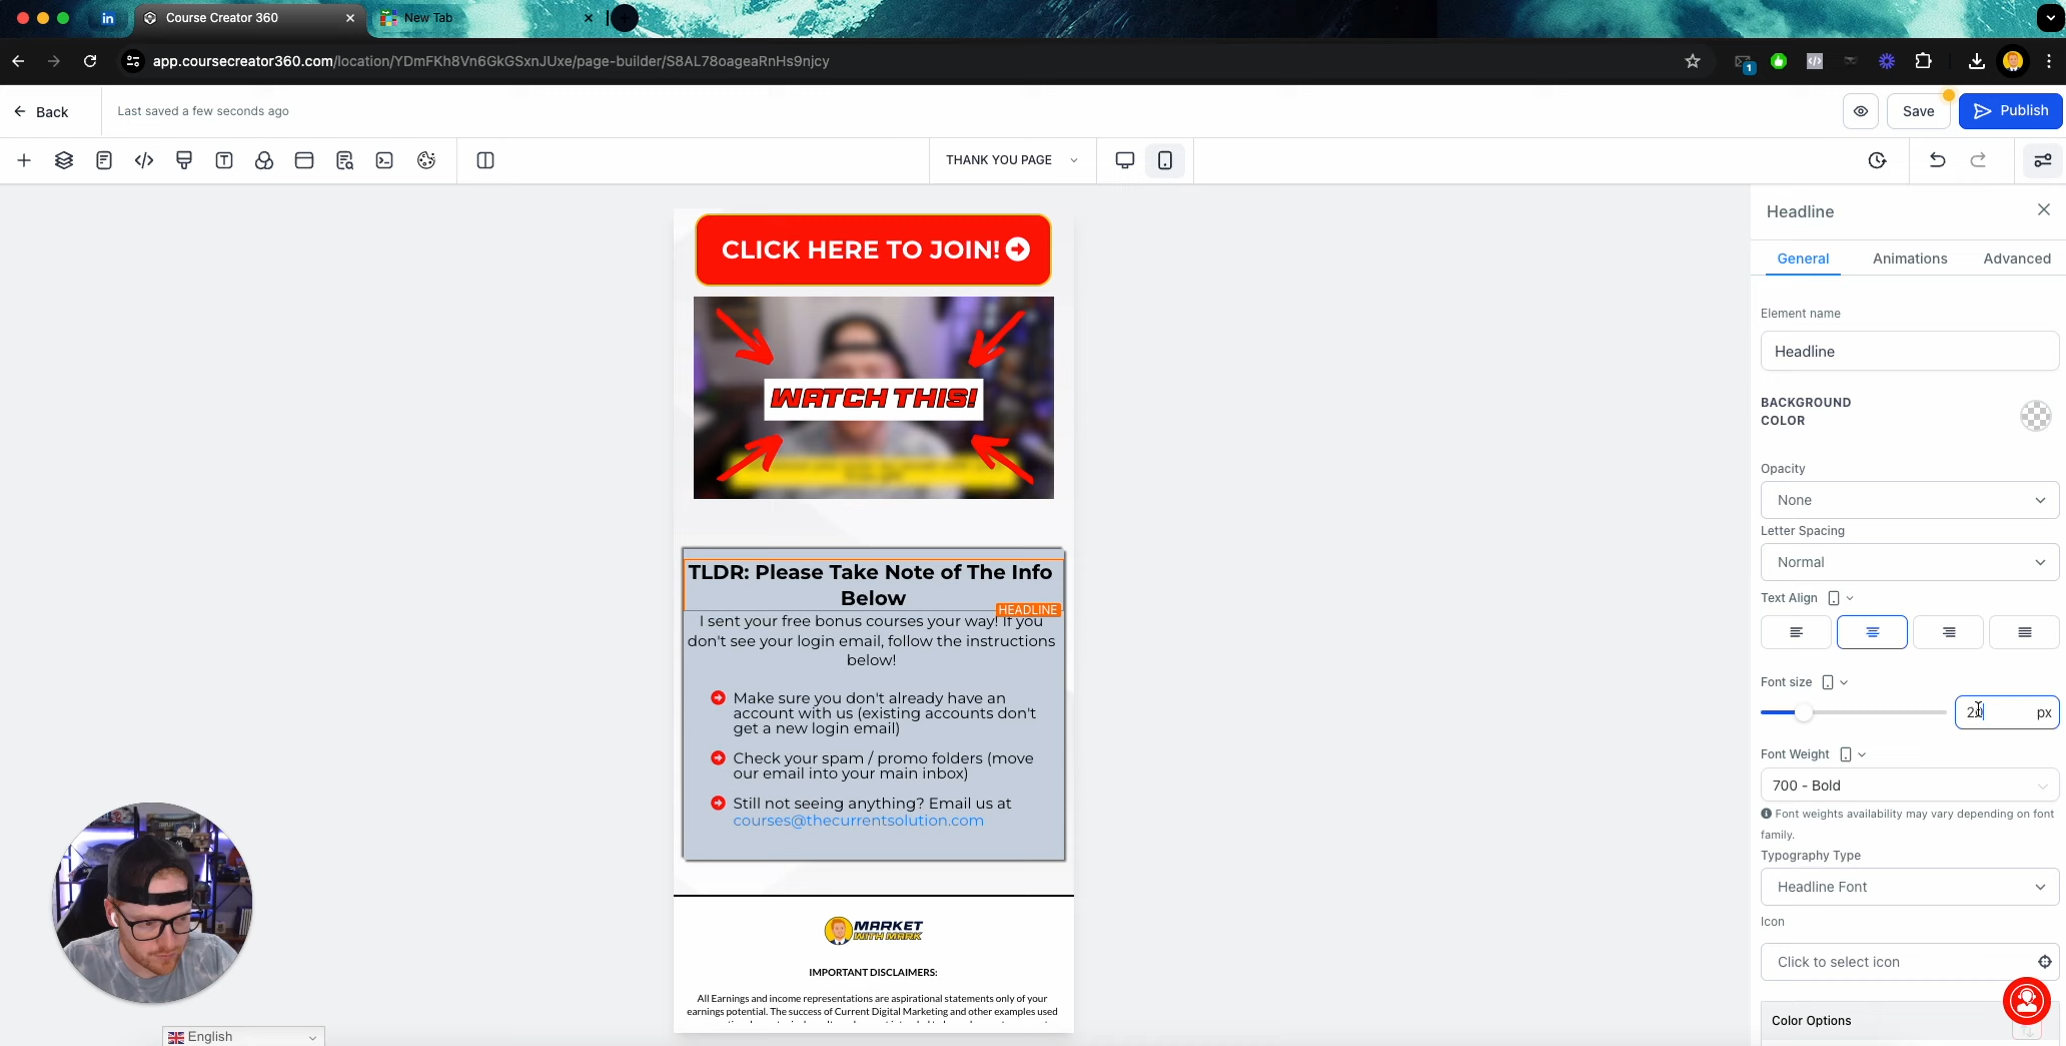 Course Creator 360
New Tab
app.coursecreator360.com/location/YDmFKh8Vn6GkGSxnJUxe/page-builder/S8AL78oageaRnHs9njcy
1
Back
Last saved a few seconds ago
Save
Publish
THANK YOU PAGE
CLICK HERE TO JOIN!
WATCH THIS!
TLDR: Please Take Note of The Info
Below
HEADLINE
I sent your free bonus courses your way! If you
don't see your login email, follow the instructions
below!
Make sure you don't already have an
account with us (existing accounts don't
get a new login email)
Check your spam / promo folders (move
our email into your main inbox)
Still not seeing anything? Email us at
courses@thecurrentsolution.com
MARKET
WITH MARK
IMPORTANT DISCLAIMERS:
All Earnings and income representations are aspirational statements only of your
earnings potential. The success of Current Digital Marketing and other examples used
English
Headline
General
Animations
Advanced
Element name
Headline
BACKGROUND
COLOR
Opacity
None
Letter Spacing
Normal
Text Align
Font size
20
px
Font Weight
700 - Bold
Font weights availability may vary depending on font
family.
Typography Type
Headline Font
Icon
Click to select icon
Color Options